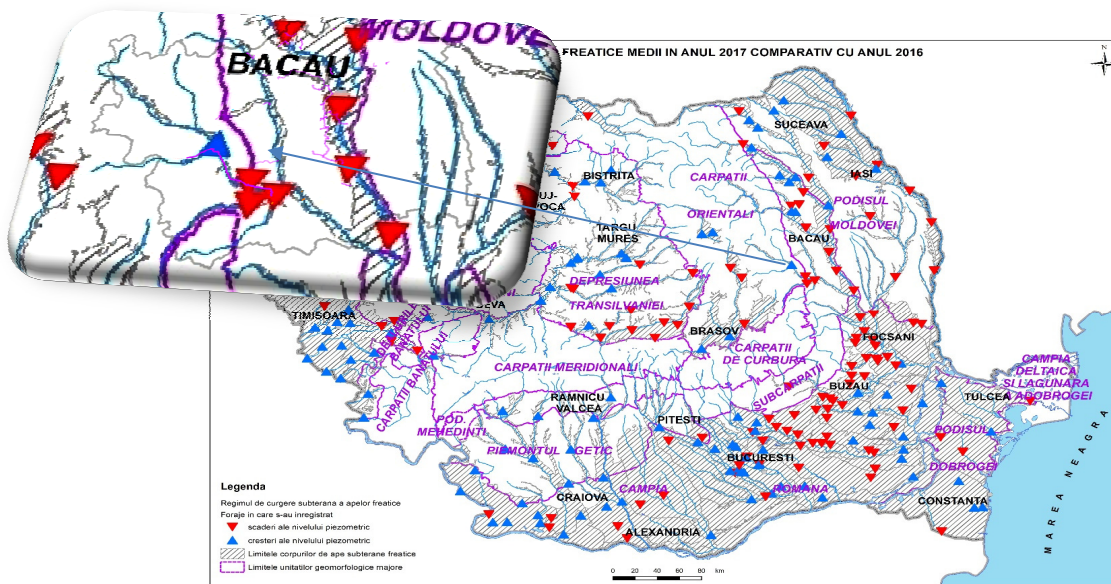 FREATICE MEDII IN ANUL 2017 COMPARATIV CU ANUL 2016
N
MOLDOVE
BACAU
SUCEAVA
IASI
BISTRITA
CARPATII
ORIENTALI
PODISUL
MOLDOVEI
TARGU
MURES
BACAU
DEPRESIUNEA
TRANSILVANIEI
TIMISOARA
BRASOV
FOCSANI
CARPATII
DE CURBURA
CARPATII MERIDIONALI
CARPATII BANATULUI
SUBCARPATII
BUZAU
CAMPIA
DELTAICA
SI LAGUNARA
A DOBROGEI
TULCEA
RAMNICU
VALCEA
POD.
MEHEDINTI
PITESTI
PIEMONTUL GETIC
BUCURESTI
PODISUL
DOBROGEI
CRAIOVA
CAMPIA
ROMANA
CONSTANTA
ALEXANDRIA
MAREA NEAGRA
Legenda
Regimul de curgere subterana a apelor freatice
Foraje in care s-au inregistrat
scaderi ale nivelului piezometric
cresteri ale nivelului piezometric
Limitele corpurilor de ape subterane freatice
Limitele unitatilor geomorfologice majore
0 20 40 60 80 km